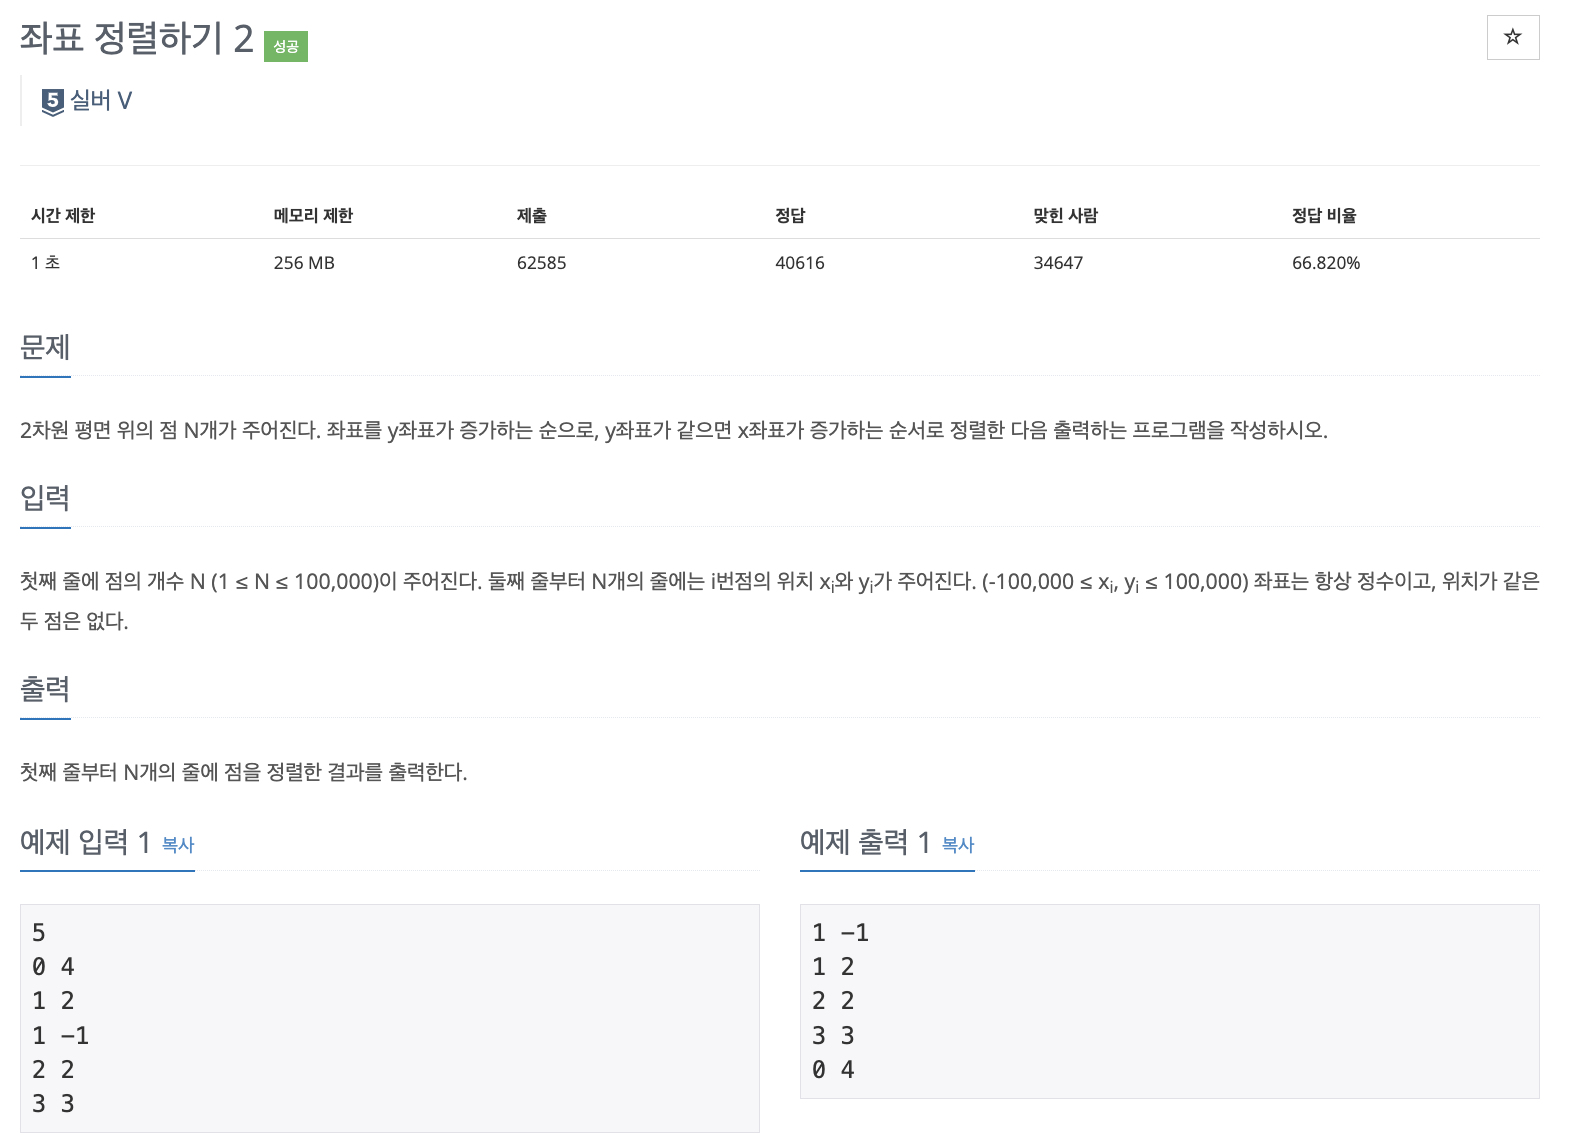 좌표 정렬하기 2 성공
☆
5 실버 V
시간 제한 메모리 제한 제출 정답 맞힌 사람 정답 비율
1 초 256 MB 62585 40616 34647 66.820%
문제
2차원 평면 위의 점 N개가 주어진다. 좌표를 y좌표가 증가하는 순으로, y좌표가 같으면 x좌표가 증가하는 순서로 정렬한 다음 출력하는 프로그램을 작성하시오.
입력
첫째 줄에 점의 개수 N (1 ≤ N ≤ 100,000)이 주어진다. 둘째 줄부터 N개의 줄에는 i번점의 위치 xi와 yi가 주어진다. (-100,000 ≤ xi, yi ≤ 100,000) 좌표는 항상 정수이고, 위치가 같은
두 점은 없다.
출력
첫째 줄부터 N개의 줄에 점을 정렬한 결과를 출력한다.
예제 입력 1 복사
5
0 4
1 2
1 -1
2 2
3 3
예제 출력 1 복사
1 -1
1 2
2 2
3 3
0 4